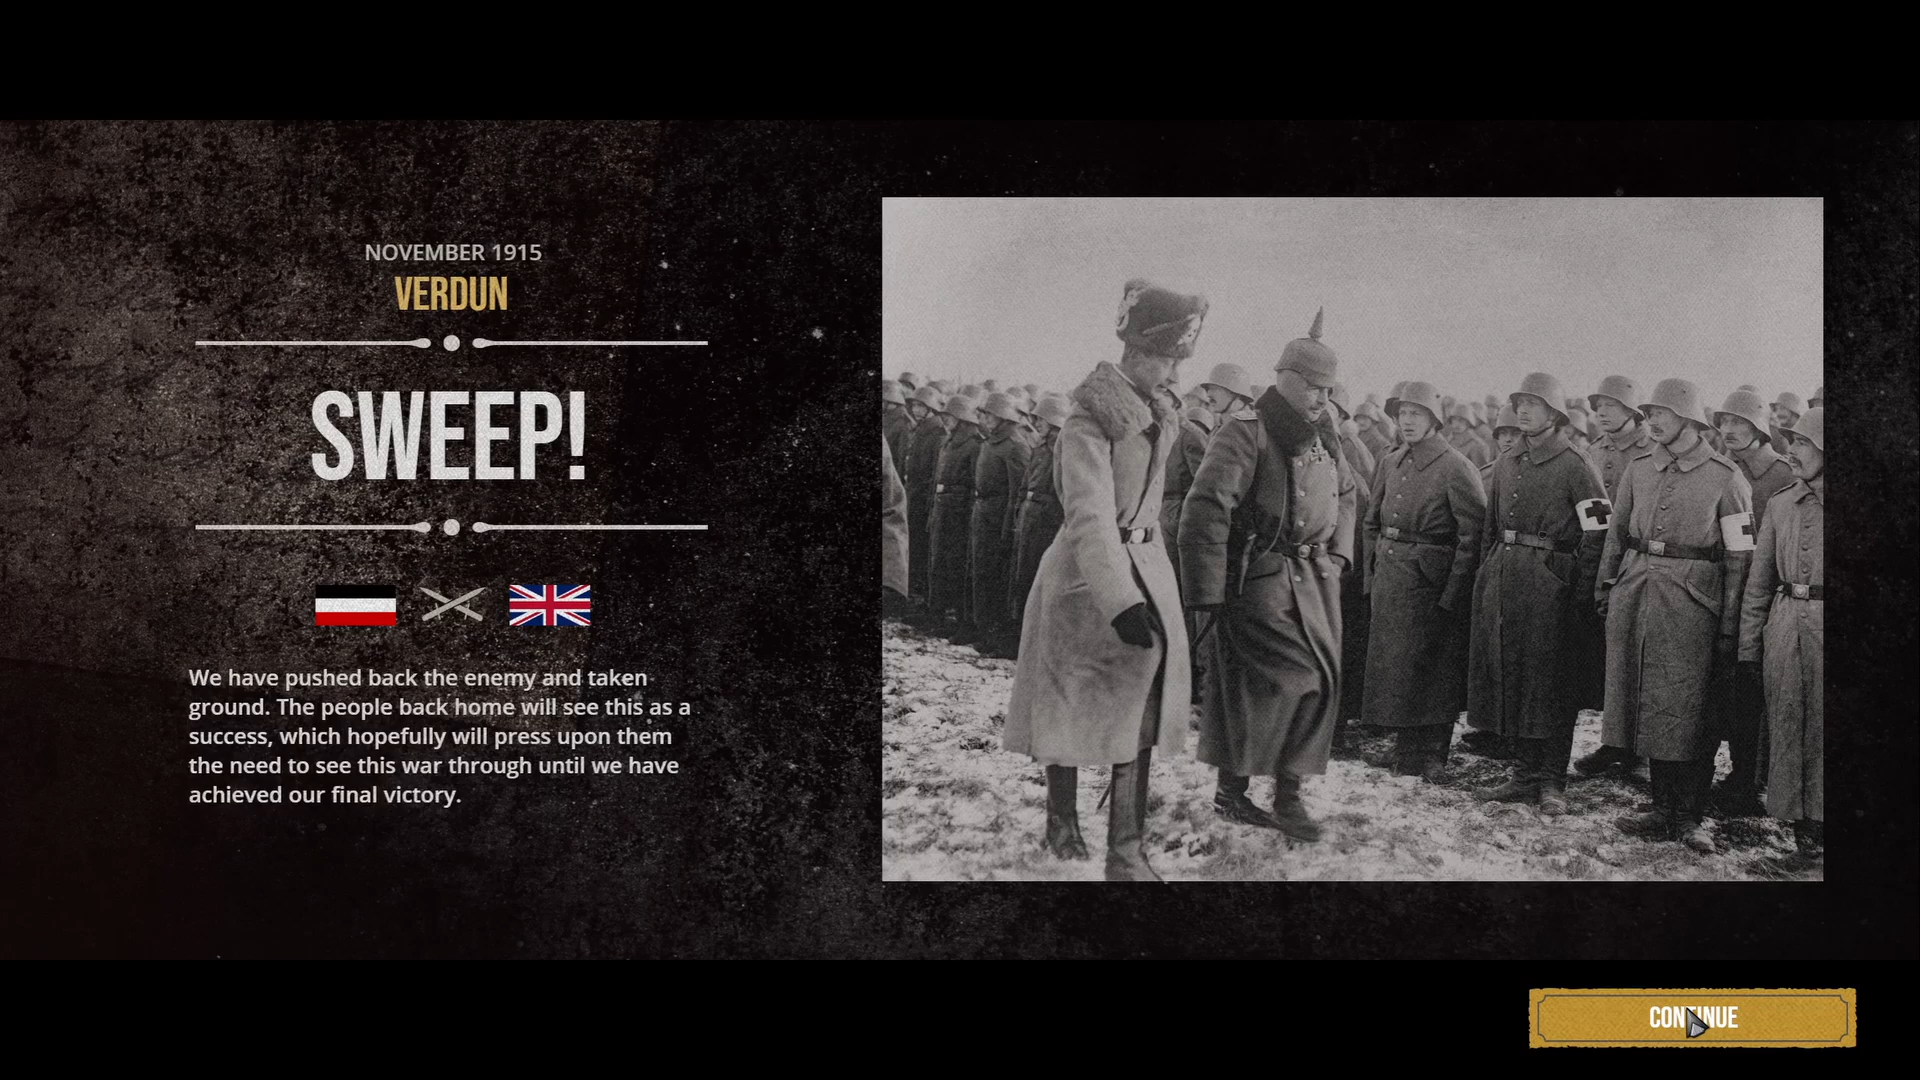 NOVEMBER 1915
VERDUN
SWEEP!
We have pushed back the enemy and taken
ground. The people back home will see this as a
success, which hopefully will press upon them
the need to see this war through until we have
achieved our final victory.
CONTINUE